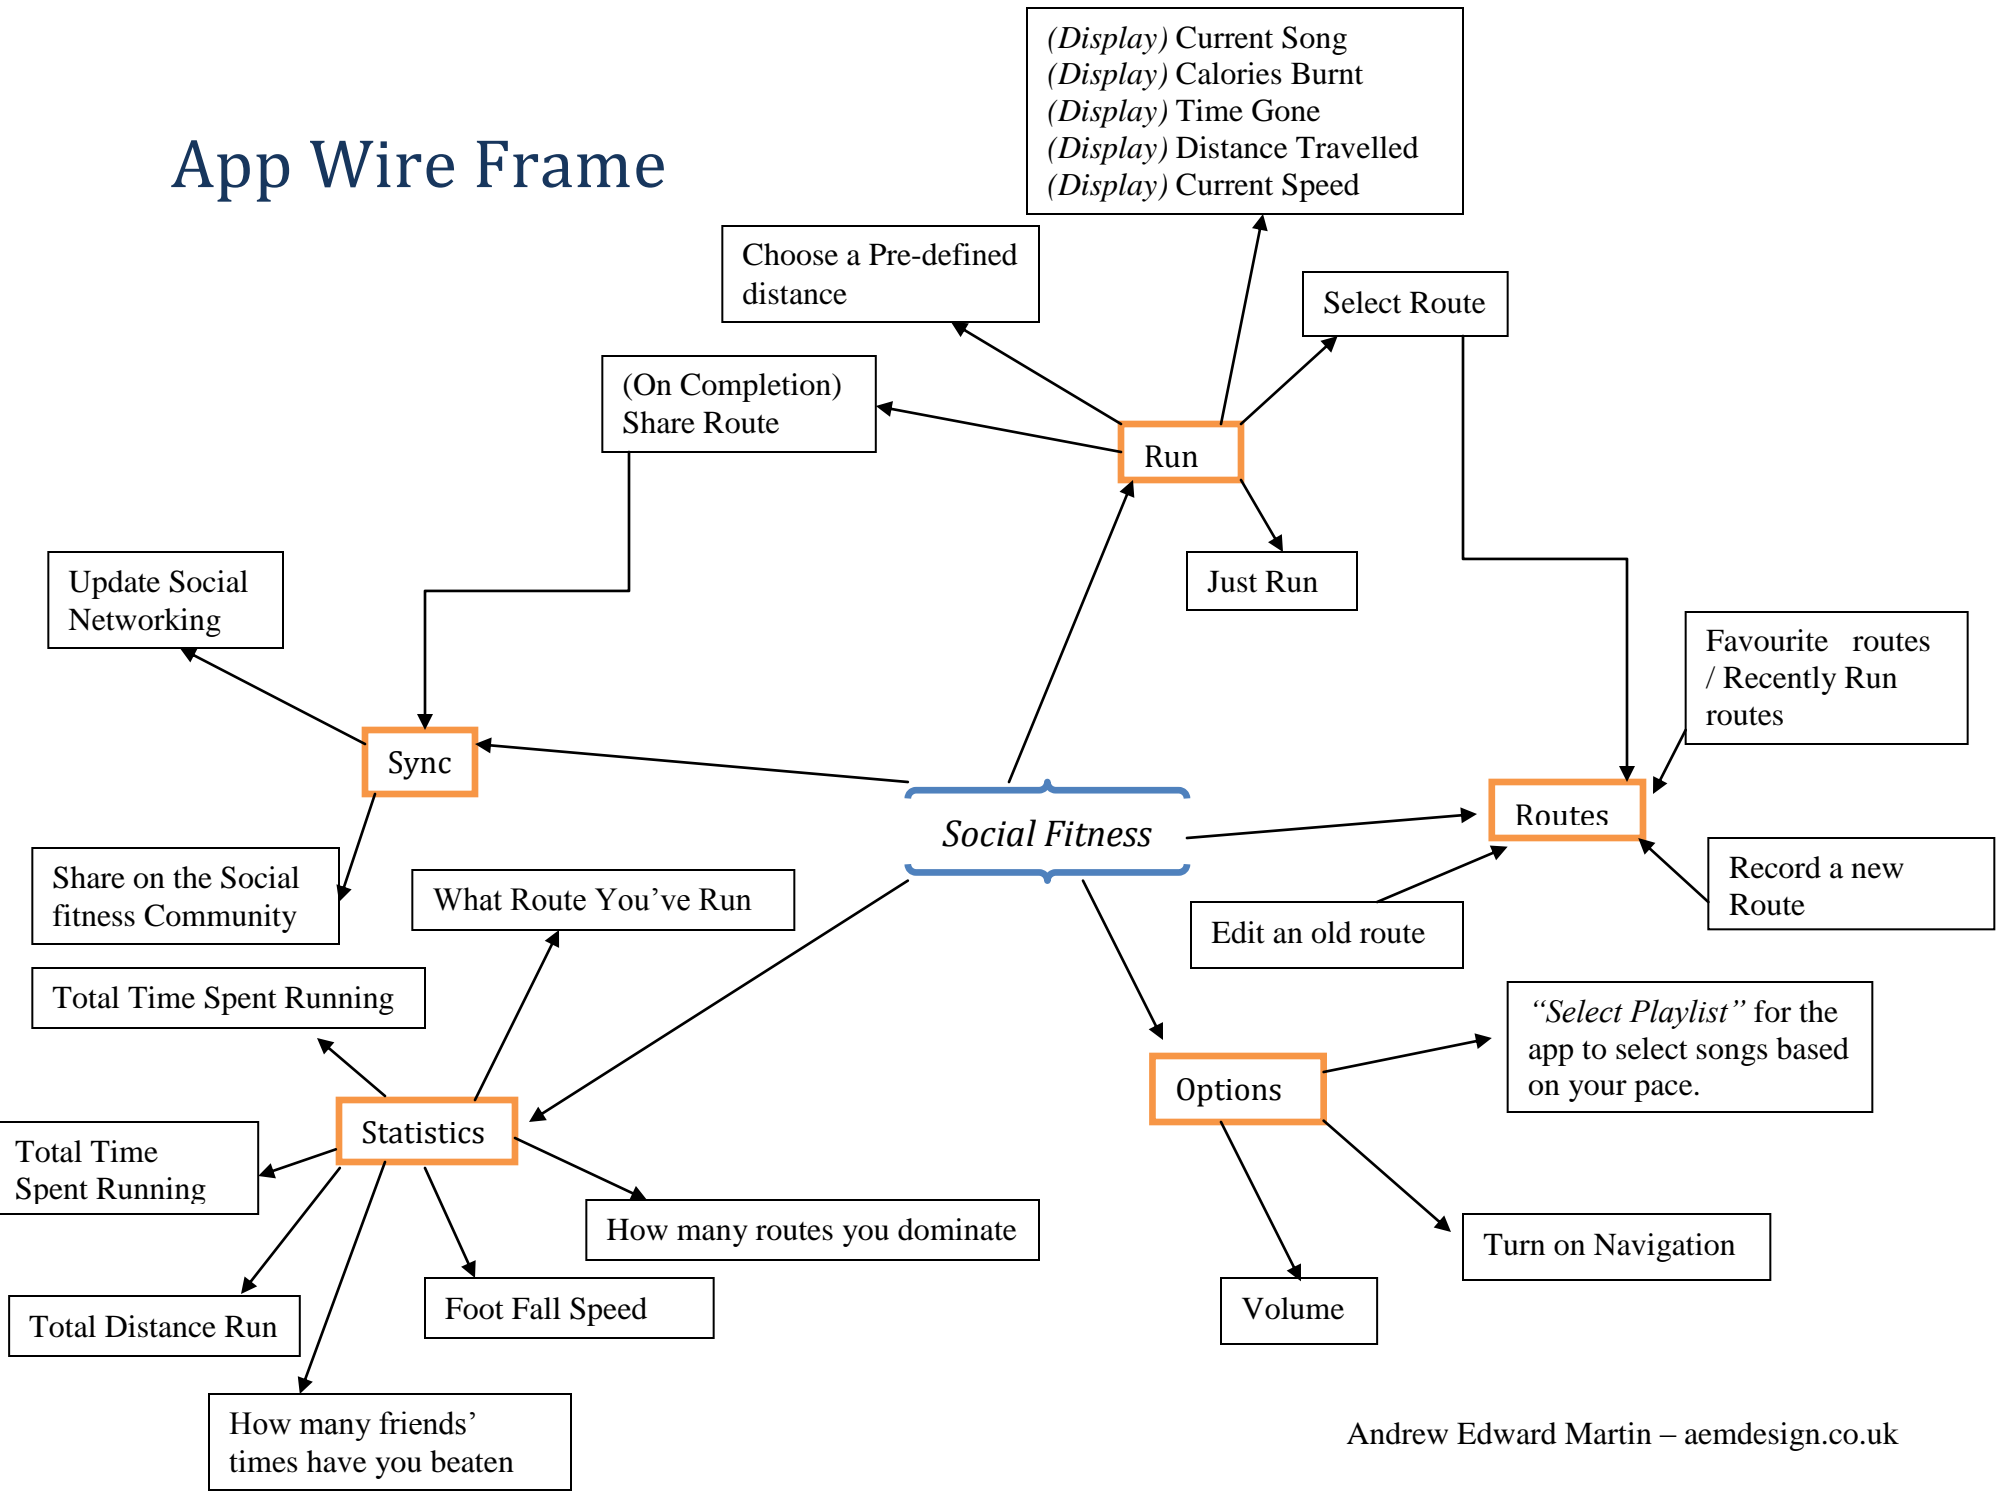 App Wire Frame
(Display) Current Song
(Display) Calories Burnt
(Display) Time Gone
(Display) Distance Travelled
(Display) Current Speed
Choose a Pre-defined
distance
Select Route
(On Completion)
Share Route
Run
Just Run
Update Social
Networking
Favourite routes
/ Recently Run
routes
Sync
Social Fitness
Routes
Share on the Social
fitness Community
What Route You’ve Run
Edit an old route
Record a new
Route
Total Time Spent Running
“Select Playlist” for the
app to select songs based
on your pace.
Options
Statistics
Total Time
Spent Running
How many routes you dominate
Turn on Navigation
Total Distance Run
Foot Fall Speed
Volume
How many friends’
times have you beaten
Andrew Edward Martin – aemdesign.co.uk